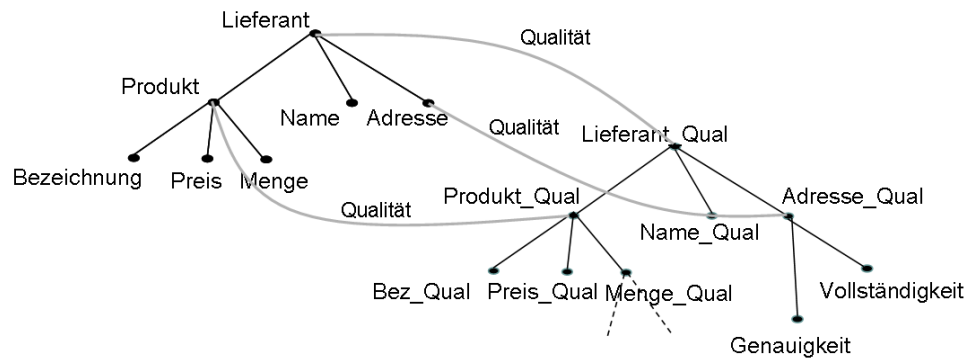 Lieferant
Qualität
Produkt
Name
Adresse
Qualität
Lieferant_Qual
Bezeichnung
Preis
Menge
Produkt_Qual
Adresse_Qual
Qualität
Name_Qual
Bez_Qual
Preis_Qual
Menge_Qual
Vollständigkeit
Genauigkeit